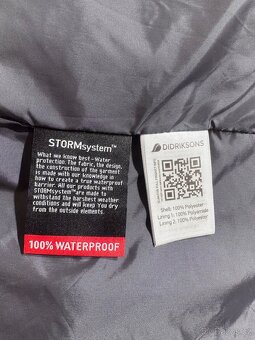 STORMsystem™
What we know best – Water
protection. The fabric, the design,
the construction of the garment
is made with our knowledge in
how to create a true waterproof
barrier. All our products with
STORMsystem™ are made to
withstand the harshest weather
conditions and will keep You dry
from the outside elements.
100% WATERPROOF
DIDRIKSONS
Shell: 100% Polyester
Lining 1: 100% Polyamide
Lining 2: 100% Polyester